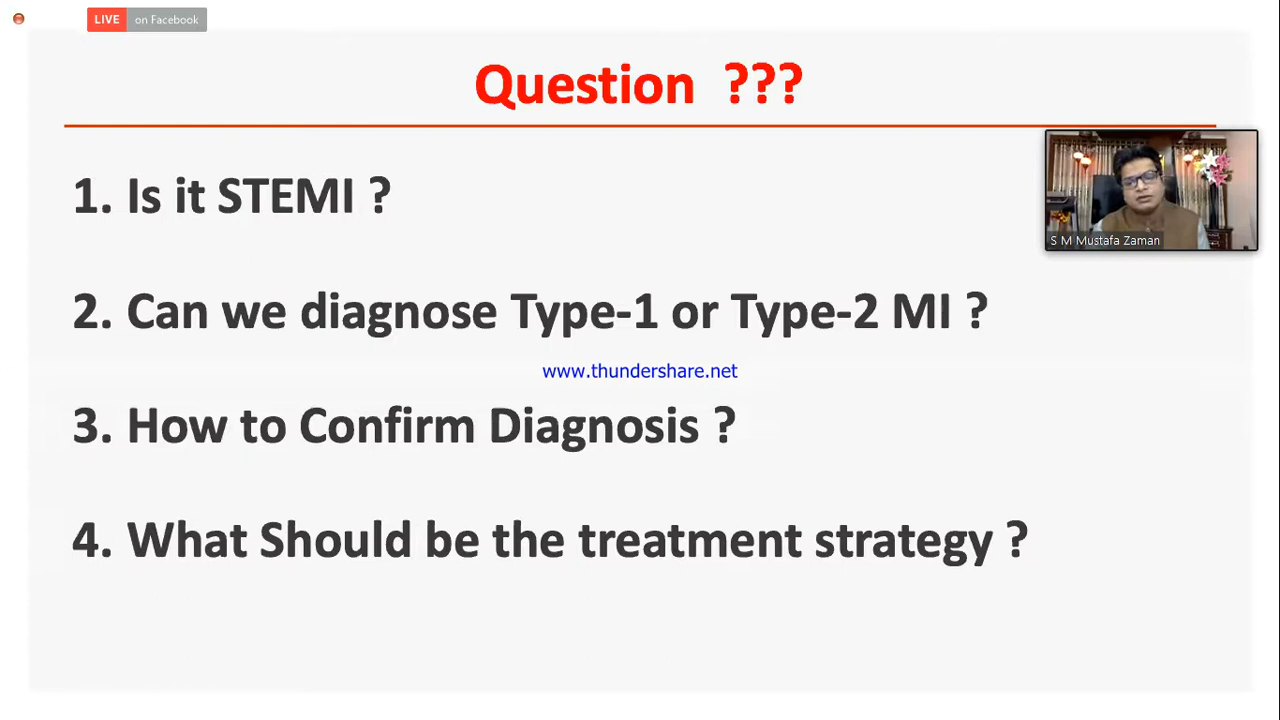 LIVE on Facebook
Question ???
1. Is it STEMI ?
S M Mustafa Zaman
2. Can we diagnose Type-1 or Type-2 MI ?
www.thundershare.net
3. How to Confirm Diagnosis ?
4. What Should be the treatment strategy ?